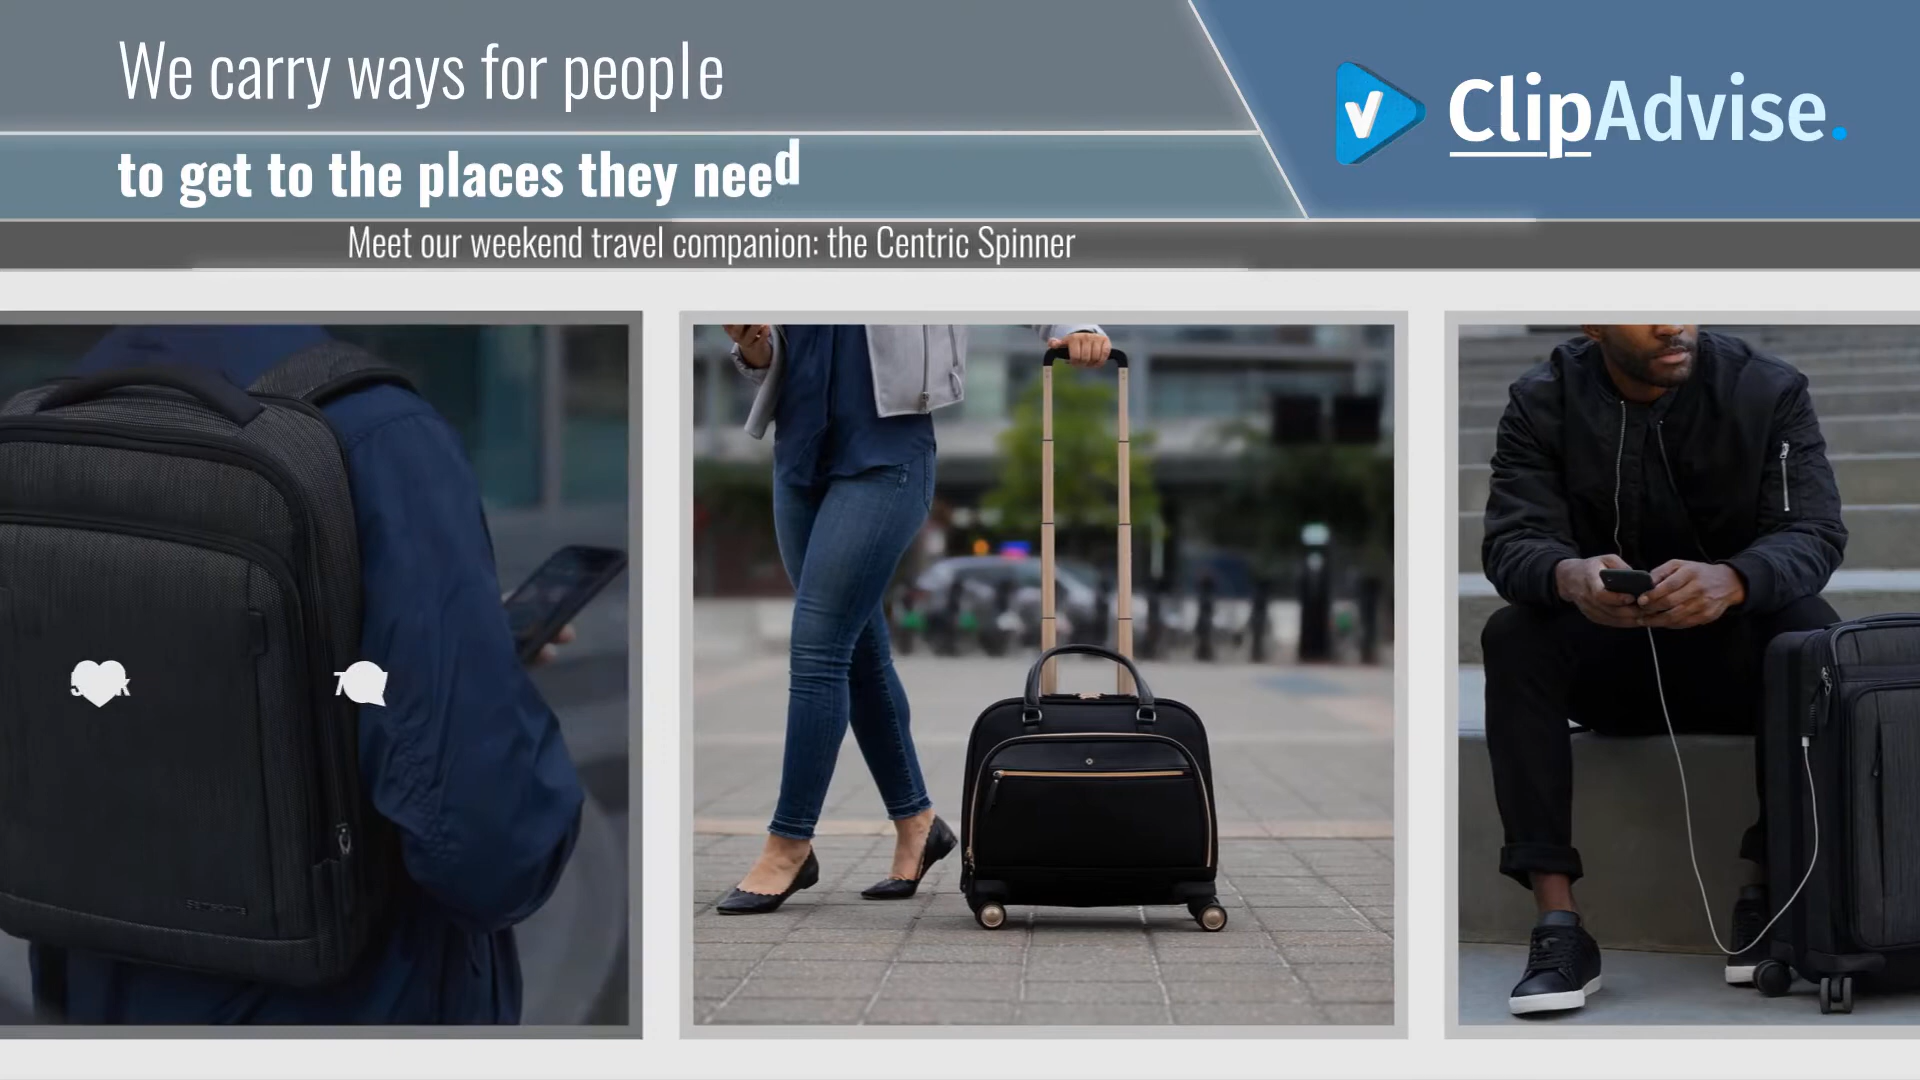 We carry ways for people
to get to the places they need
ClipAdvise.
Meet our weekend travel companion: the Centric Spinner
Samsonite